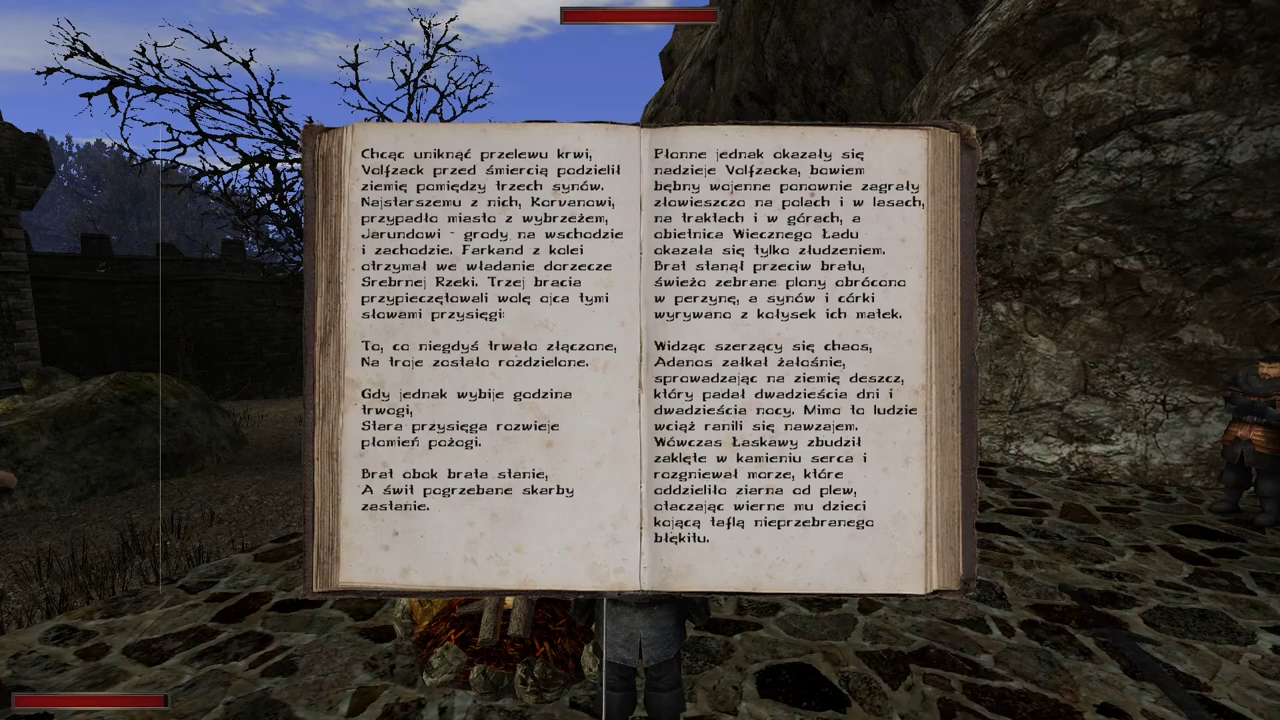 Chcąc uniknąć przelewu krwi,
Volfzack przed śmiercią podzielił
ziemię pomiędzy trzech synów.
Najstarszemu z nich, Korvanowi,
przypadło miasto z wybrzeżem,
Jarundowi - grody na wschodzie
i zachodzie. Farkand z kolei
otrzymał we władanie dorzecze
Srebrnej Rzeki. Trzej bracia
przypieczętowali wolę ojca tymi
słowami przysięgi:
To, co niegdyś trwało złączone,
Na troje zostało rozdzielone.
Gdy jednak wybije godzina
trwogi,
Stara przysięga rozwieje
płomień pożogi.
Brat obok brata stanie,
A świt pogrzebane skarby
zastanie.
Płonne jednak okazały się
nadzieje Volfzacka, bowiem
bębny wojenne ponownie zagrały
złowieszczo na polach i w lasach,
na traktach i w górach, a
obietnica Wiecznego Ładu
okazała się tylko złudzeniem.
Brat stanął przeciw bratu,
świeżo zebrane plony obrócono
w perzynę, a synów i córki
wyrywano z kołysek ich matek.
Widząc szerzący się chaos,
Adanos załkał żałośnie,
sprowadzając na ziemię deszcz,
który padał dwadzieścia dni i
dwadzieścia nocy. Mimo to ludzie
wciąż ranili się nawzajem.
Wówczas Łaskawy zbudził
zaklęte w kamieniu serca i
rozgniewał morze, które
oddzieliło ziarna od plew,
otaczając wierne mu dzieci
kojącą taflą nieprzebranego
błękitu.